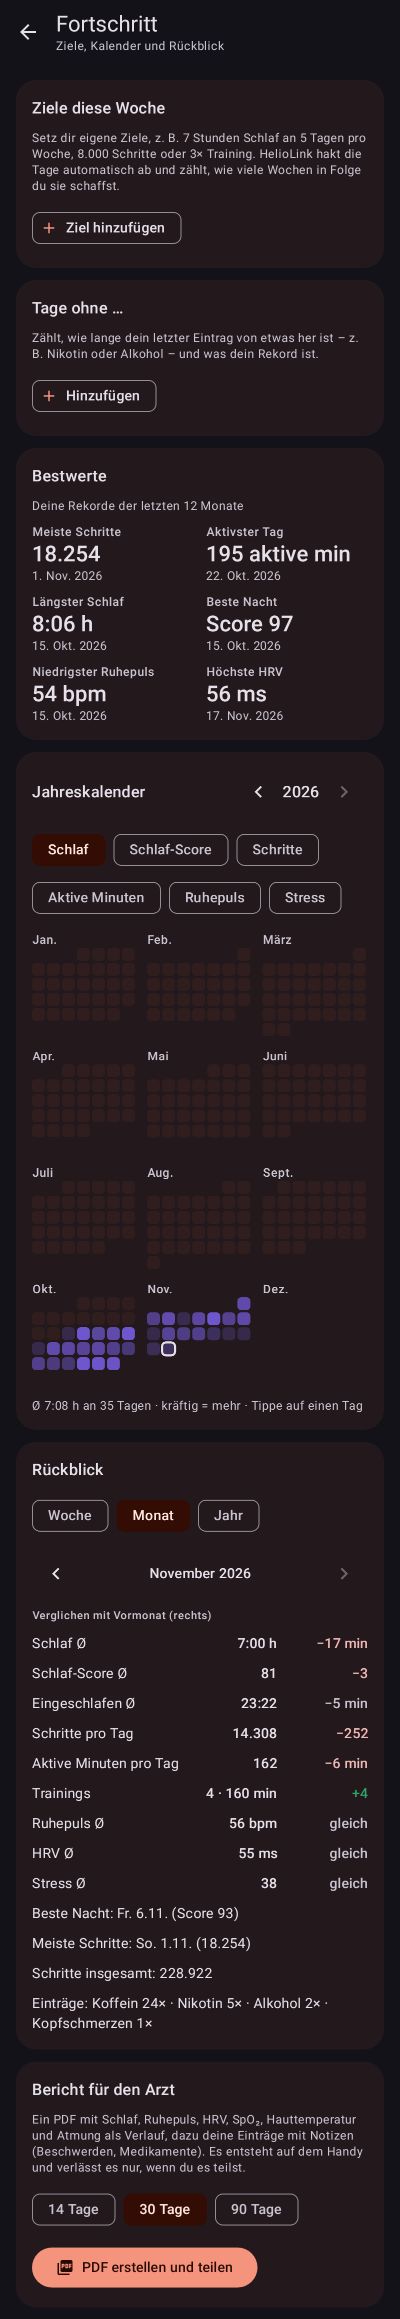 Fortschritt
Ziele, Kalender und Rückblick
Ziele diese Woche
Setz dir eigene Ziele, z. B. 7 Stunden Schlaf an 5 Tagen pro
Woche, 8.000 Schritte oder 3× Training. HelioLink hakt die
Tage automatisch ab und zählt, wie viele Wochen in Folge
du sie schaffst.
Ziel hinzufügen
Tage ohne …
Zählt, wie lange dein letzter Eintrag von etwas her ist – z.
B. Nikotin oder Alkohol – und was dein Rekord ist.
Hinzufügen
Bestwerte
Deine Rekorde der letzten 12 Monate
Meiste Schritte
18.254
1. Nov. 2026
Aktivster Tag
195 aktive min
22. Okt. 2026
Längster Schlaf
8:06 h
15. Okt. 2026
Beste Nacht
Score 97
15. Okt. 2026
Niedrigster Ruhepuls
54 bpm
15. Okt. 2026
Höchste HRV
56 ms
17. Nov. 2026
Jahreskalender
2026
Schlaf
Schlaf-Score
Schritte
Aktive Minuten
Ruhepuls
Stress
Jan.
Feb.
März
Apr.
Mai
Juni
Juli
Aug.
Sept.
Okt.
Nov.
Dez.
Ø 7:08 h an 35 Tagen · kräftig = mehr · Tippe auf einen Tag
Rückblick
Woche
Monat
Jahr
November 2026
Verglichen mit Vormonat (rechts)
Schlaf Ø 7:00 h −17 min
Schlaf-Score Ø 81 −3
Eingeschlafen Ø 23:22 −5 min
Schritte pro Tag 14.308 −252
Aktive Minuten pro Tag 162 −6 min
Trainings 4 · 160 min +4
Ruhepuls Ø 56 bpm gleich
HRV Ø 55 ms gleich
Stress Ø 38 gleich
Beste Nacht: Fr. 6.11. (Score 93)
Meiste Schritte: So. 1.11. (18.254)
Schritte insgesamt: 228.922
Einträge: Koffein 24× · Nikotin 5× · Alkohol 2× ·
Kopfschmerzen 1×
Bericht für den Arzt
Ein PDF mit Schlaf, Ruhepuls, HRV, SpO₂, Hauttemperatur
und Atmung als Verlauf, dazu deine Einträge mit Notizen
(Beschwerden, Medikamente). Es entsteht auf dem Handy
und verlässt es nur, wenn du es teilst.
14 Tage
30 Tage
90 Tage
PDF erstellen und teilen